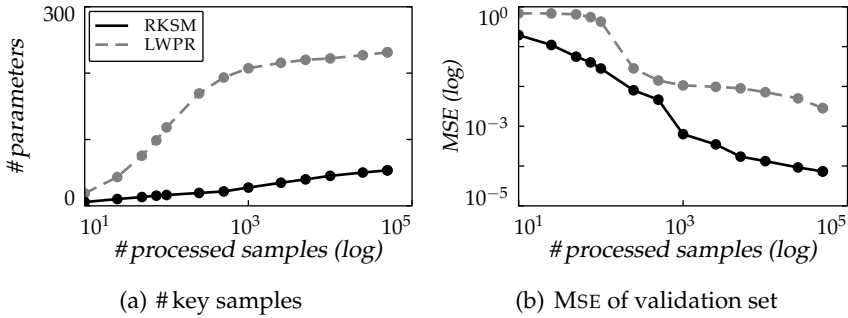 300
RKSM
LWPR
# parameters
0
10^1
10^3
10^5
# processed samples (log)
(a) # key samples
10^0
MSE (log)
10^-3
10^-5
10^1
10^3
10^5
# processed samples (log)
(b) MSE of validation set